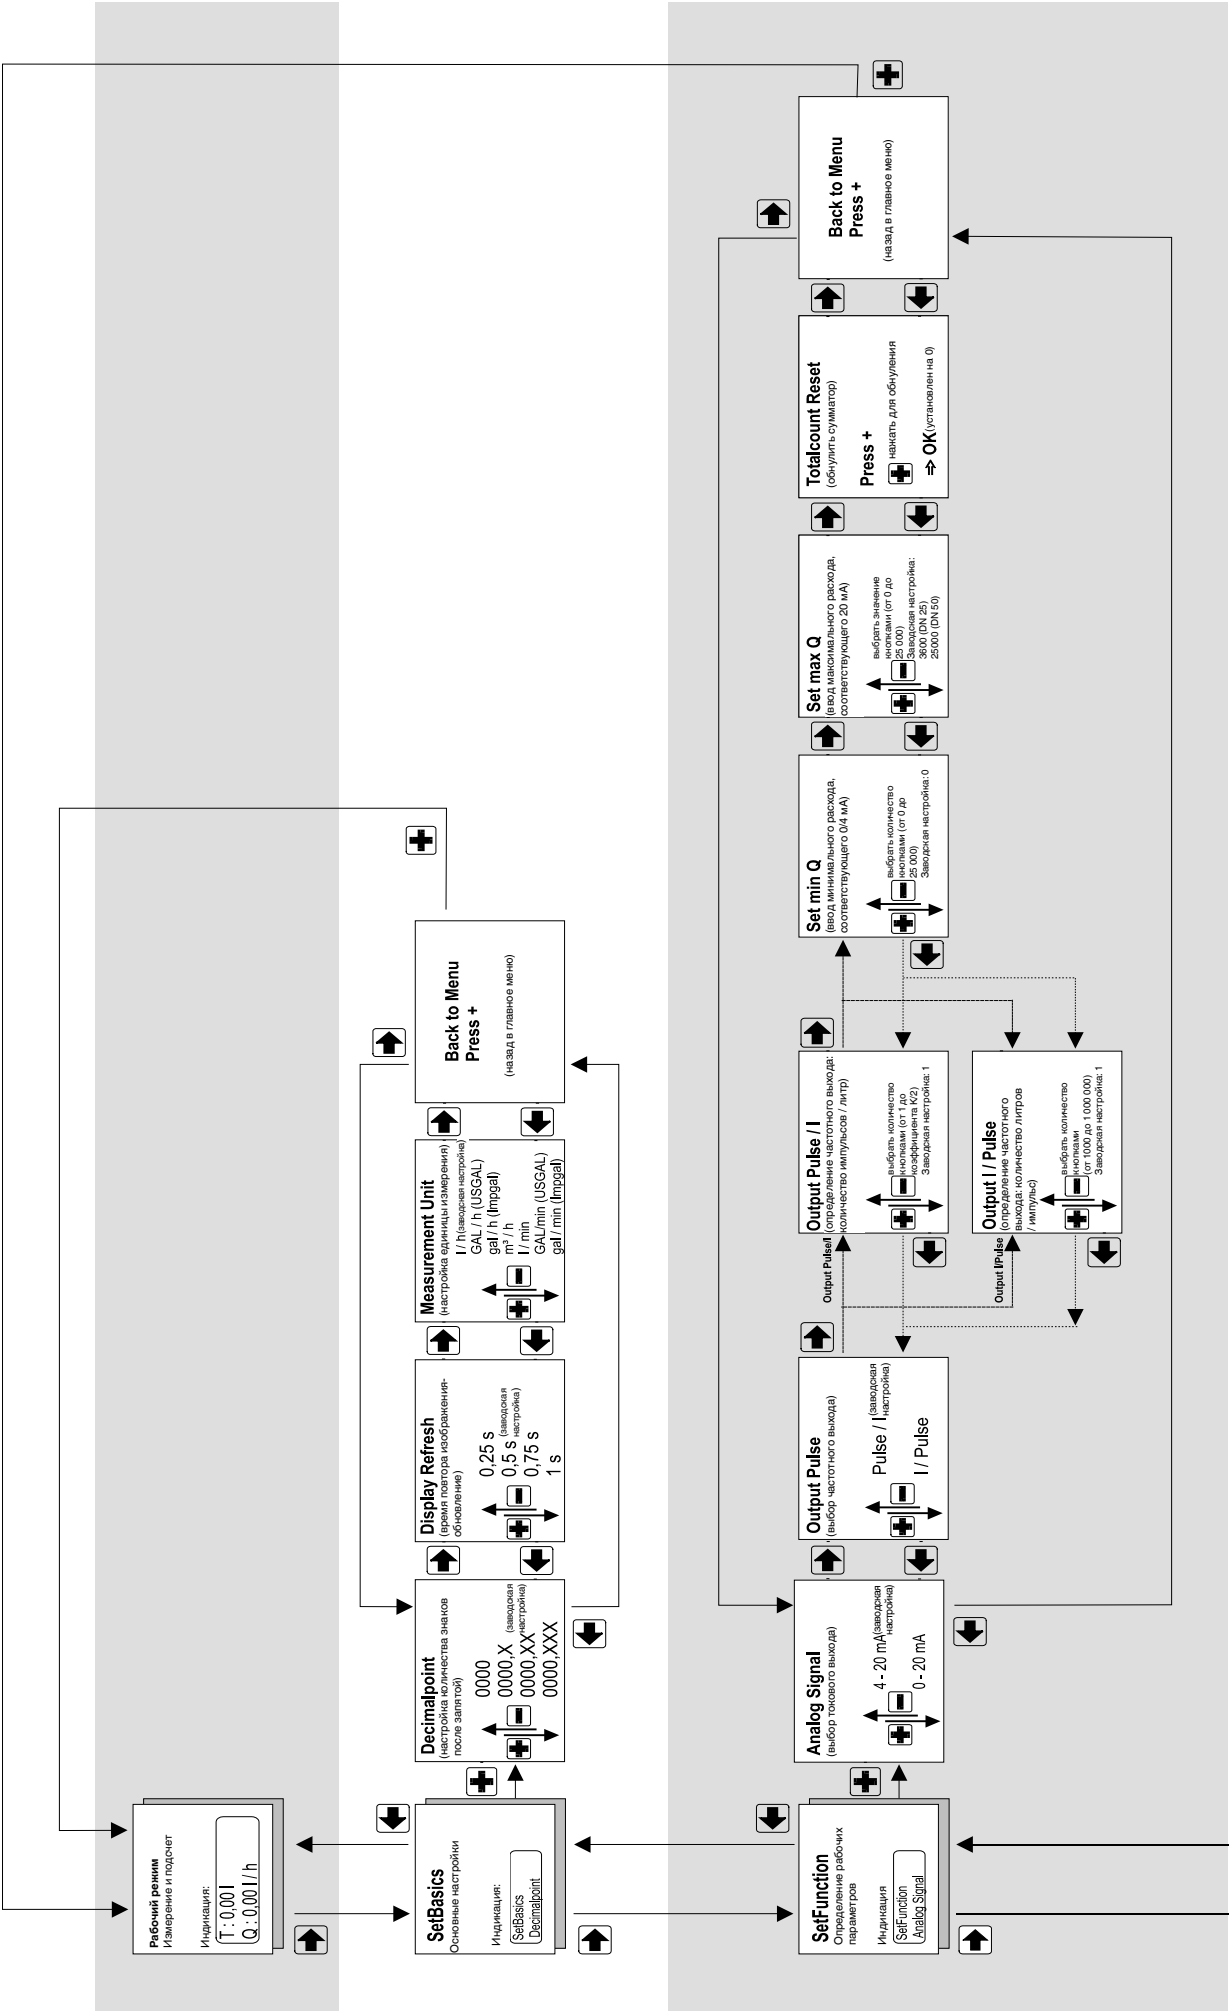 Рабочий режим
Измерение и подсчет
Индикация:
T : 0,00 l
Q : 0,00 l / h
SetBasics
Основные настройки
Индикация:
SetBasics
Decimalpoint
Decimalpoint
(настройка количества знаков
после запятой)
0000
0000,X (заводская
настройка)
0000,XX
0000,XXX
Display Refresh
(время повтора изображения-
обновление)
0,25 s
0,5 s (заводская
настройка)
0,75 s
1 s
Measurement Unit
(настройка единицы измерения)
l / h(заводская настройка)
GAL / h (USGAL)
gal / h (Impgal)
m³ / h
l / min
GAL/min (USGAL)
gal / min (Impgal)
Back to Menu
Press +
(назад в главное меню)
SetFunction
Определение рабочих
параметров
Индикация
SetFunction
Analog Signal
Analog Signal
(выбор токового выхода)
4 - 20 mA(заводская
настройка)
0 - 20 mA
Output Pulse
(выбор частотного выхода)
Pulse / l(заводская
настройка)
l / Pulse
Output Pulse/l
Output l/Pulse
Output Pulse / l
(определение частотного выхода:
количество импульсов / литр)
выбрать количество
кнопками (от 1 до
коэффициента K/2)
Заводская настройка: 1
Output l / Pulse
(определение частотного
выхода: количество литров
/ импульс)
выбрать количество
кнопками
(от 1000 до 1 000 000)
Заводская настройка: 1
Set min Q
(ввод минимального расхода,
соответствующего 0/4 мА)
выбрать количество
кнопками (от 0 до
25 000)
Заводская настройка: 0
Set max Q
(ввод максимального расхода,
соответствующего 20 мА)
выбрать значение
кнопками (от 0 до
25 000)
Заводская настройка:
3600 (DN 25)
25000 (DN 50)
Totalcount Reset
(обнулить сумматор)
Press +
нажать для обнуления
=> OK(установлен на 0)
Back to Menu
Press +
(назад в главное меню)